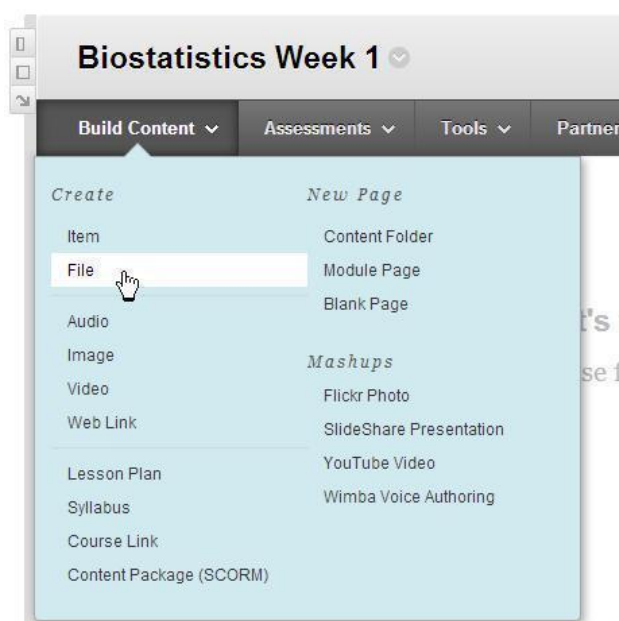 Biostatistics Week 1
Build Content
Assessments
Tools
Partner
Create
Item
File
Audio
Image
Video
Web Link
Lesson Plan
Syllabus
Course Link
Content Package (SCORM)
New Page
Content Folder
Module Page
Blank Page
Mashups
Flickr Photo
SlideShare Presentation
YouTube Video
Wimba Voice Authoring
t's
se f